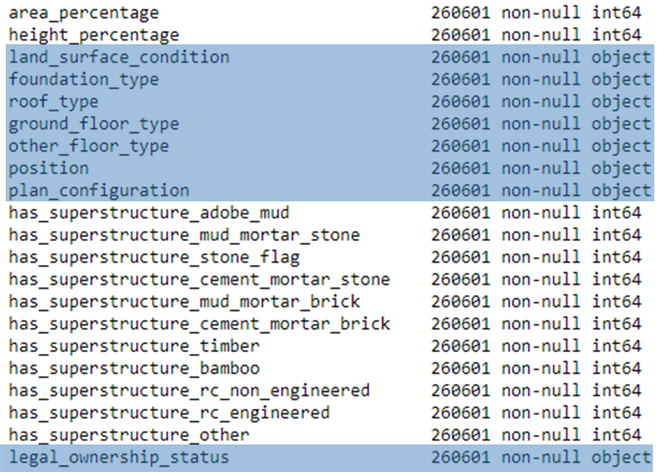 area_percentage 260601 non-null int64
height_percentage 260601 non-null int64
land_surface_condition 260601 non-null object
foundation_type 260601 non-null object
roof_type 260601 non-null object
ground_floor_type 260601 non-null object
other_floor_type 260601 non-null object
position 260601 non-null object
plan_configuration 260601 non-null object
has_superstructure_adobe_mud 260601 non-null int64
has_superstructure_mud_mortar_stone 260601 non-null int64
has_superstructure_stone_flag 260601 non-null int64
has_superstructure_cement_mortar_stone 260601 non-null int64
has_superstructure_mud_mortar_brick 260601 non-null int64
has_superstructure_cement_mortar_brick 260601 non-null int64
has_superstructure_timber 260601 non-null int64
has_superstructure_bamboo 260601 non-null int64
has_superstructure_rc_non_engineered 260601 non-null int64
has_superstructure_rc_engineered 260601 non-null int64
has_superstructure_other 260601 non-null int64
legal_ownership_status 260601 non-null object